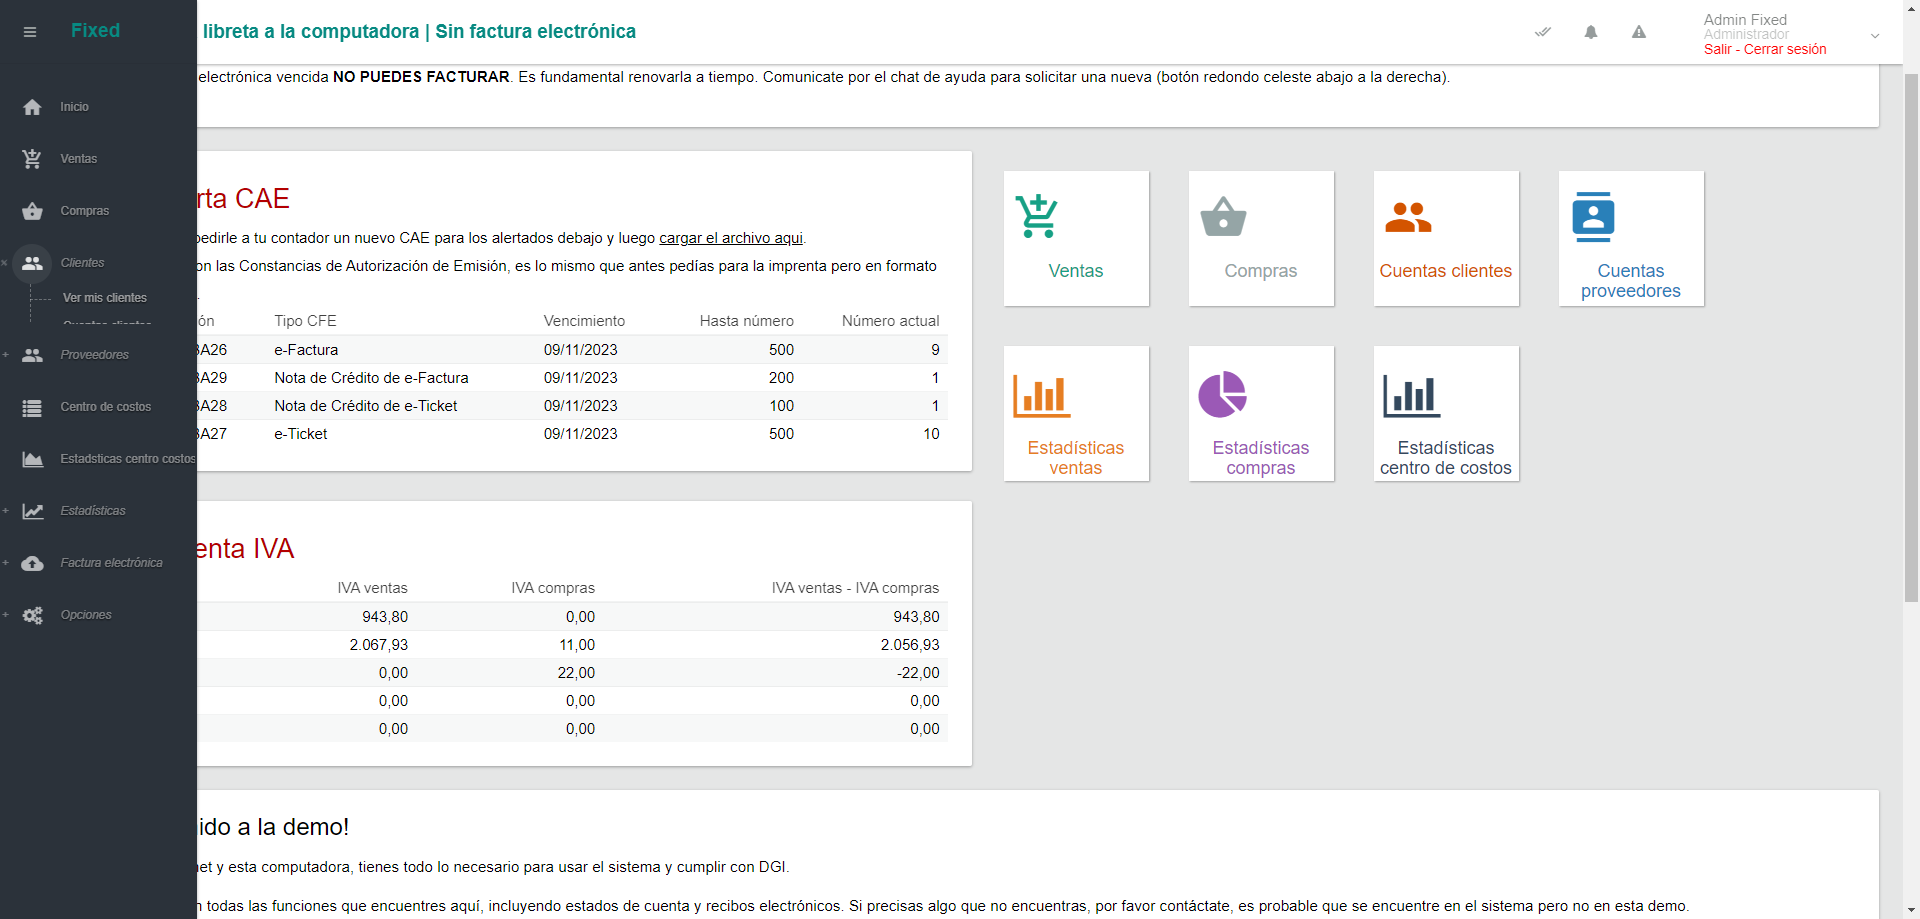 Fixed
libreta a la computadora | Sin factura electrónica
Admin Fixed
Administrador
Salir - Cerrar sesión
electrónica vencida NO PUEDES FACTURAR. Es fundamental renovarla a tiempo. Comunicate por el chat de ayuda para solicitar una nueva (botón redondo celeste abajo a la derecha).
Inicio
Ventas
Compras
Clientes
Ver mis clientes
Proveedores
Centro de costos
Estadsticas centro costos
Estadísticas
Factura electrónica
Opciones
rta CAE
pedirle a tu contador un nuevo CAE para los alertados debajo y luego cargar el archivo aqui.
on las Constancias de Autorización de Emisión, es lo mismo que antes pedías para la imprenta pero en formato
.
ón Tipo CFE Vencimiento Hasta número Número actual
A26 e-Factura 09/11/2023 500 9
A29 Nota de Crédito de e-Factura 09/11/2023 200 1
A28 Nota de Crédito de e-Ticket 09/11/2023 100 1
A27 e-Ticket 09/11/2023 500 10
Ventas
Compras
Cuentas clientes
Cuentas
proveedores
Estadísticas
ventas
Estadísticas
compras
Estadísticas
centro de costos
enta IVA
IVA ventas IVA compras IVA ventas - IVA compras
943,80 0,00 943,80
2.067,93 11,00 2.056,93
0,00 22,00 -22,00
0,00 0,00 0,00
0,00 0,00 0,00
ido a la demo!
net y esta computadora, tienes todo lo necesario para usar el sistema y cumplir con DGI.
n todas las funciones que encuentres aquí, incluyendo estados de cuenta y recibos electrónicos. Si precisas algo que no encuentras, por favor contáctate, es probable que se encuentre en el sistema pero no en esta demo.